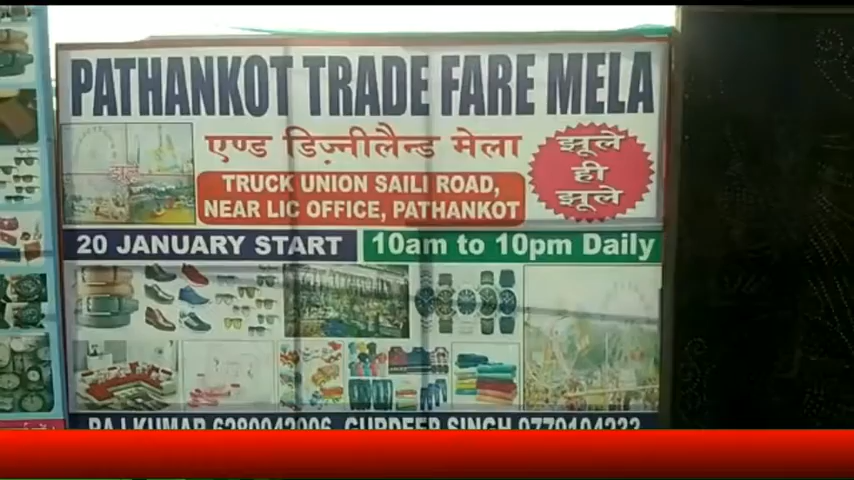 PATHANKOT TRADE FARE MELA
एण्ड डिज्नीलैन्ड मेला
TRUCK UNION SAILI ROAD,
NEAR LIC OFFICE, PATHANKOT
झूले
ही
झूले
20 JANUARY START
10am to 10pm Daily
RAJ KUMAR GURDEEP SINGH